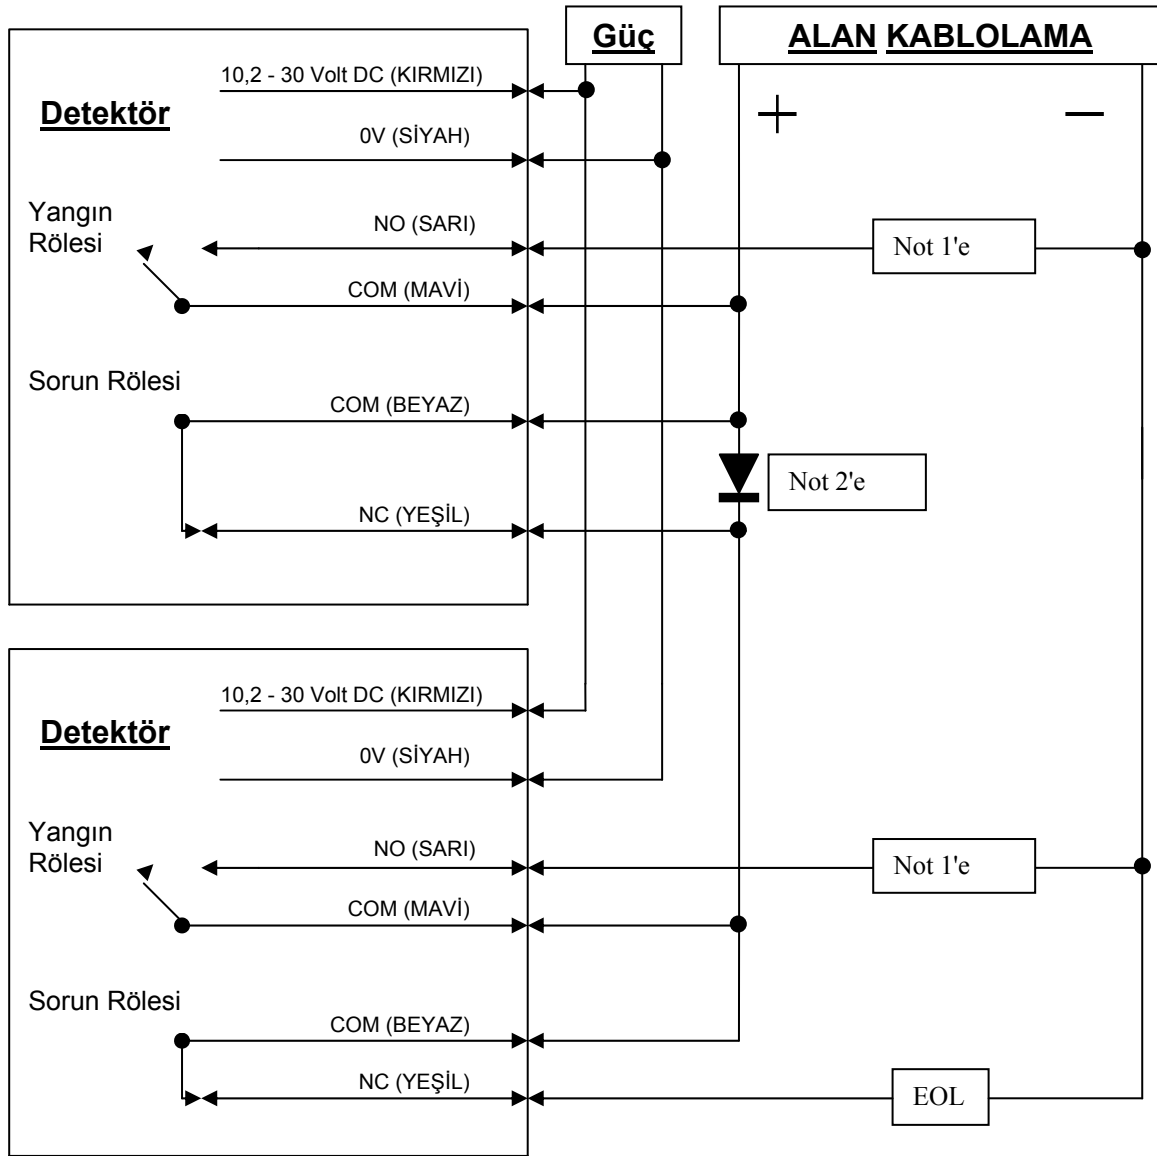 Güç
ALAN KABLOLAMA
+
−
Detektör
10,2 - 30 Volt DC (KIRMIZI)
0V (SİYAH)
Yangın
Rölesi
NO (SARI)
Not 1'e
COM (MAVİ)
Sorun Rölesi
COM (BEYAZ)
Not 2'e
NC (YEŞİL)
Detektör
10,2 - 30 Volt DC (KIRMIZI)
0V (SİYAH)
Yangın
Rölesi
NO (SARI)
Not 1'e
COM (MAVİ)
Sorun Rölesi
COM (BEYAZ)
NC (YEŞİL)
EOL